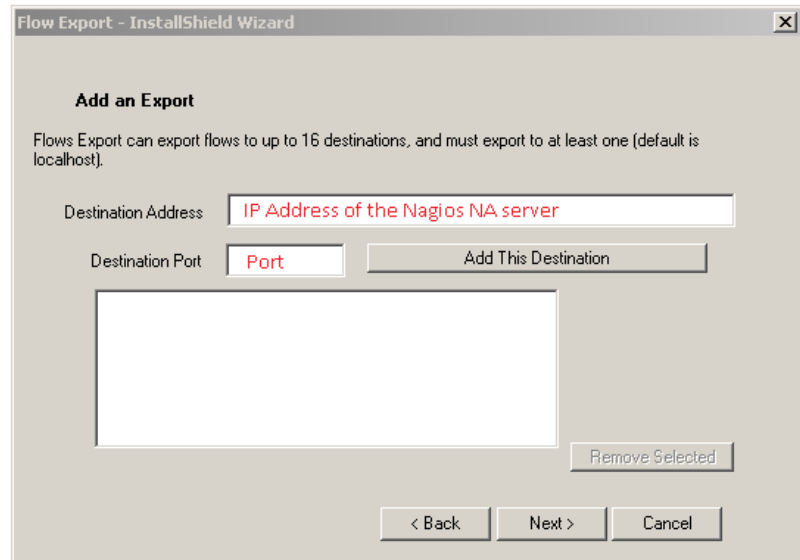 Flow Export - InstallShield Wizard
Add an Export
Flows Export can export flows to up to 16 destinations, and must export to at least one (default is
localhost).
Destination Address IP Address of the Nagios NA server
Destination Port Port Add This Destination
Remove Selected
< Back Next > Cancel